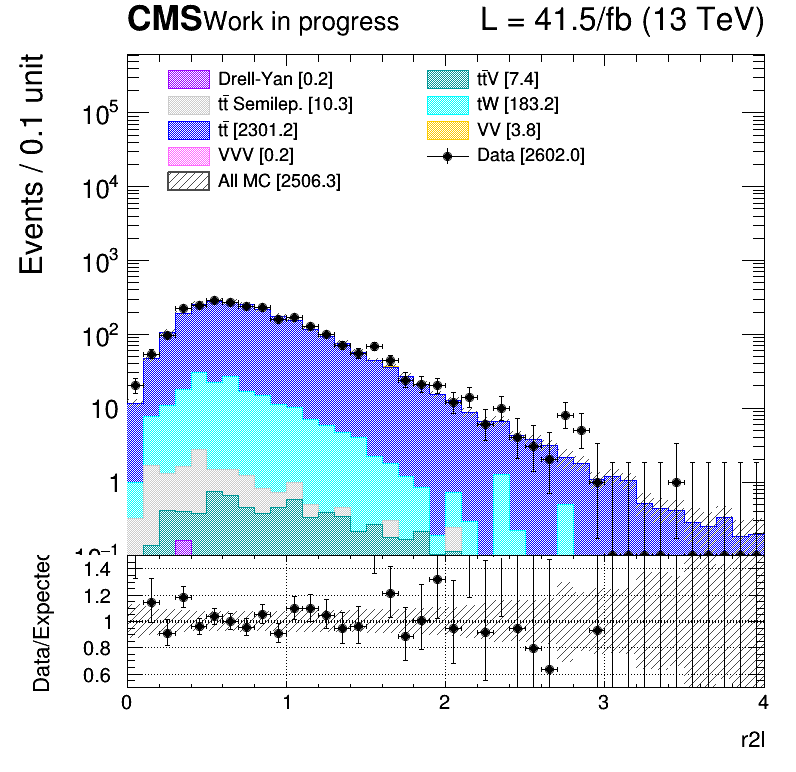 CMS Work in progress L = 41.5/fb (13 TeV)
Events / 0.1 unit
Drell-Yan [0.2]
tt̄ Semilep. [10.3]
tt̄ [2301.2]
VVV [0.2]
All MC [2506.3]
tt̄V [7.4]
tW [183.2]
VV [3.8]
Data [2602.0]
10⁵
10⁴
10³
10²
10
1
10⁻¹
Data/Expected
1.4
1.2
1
0.8
0.6
0 1 2 3 4
r2l